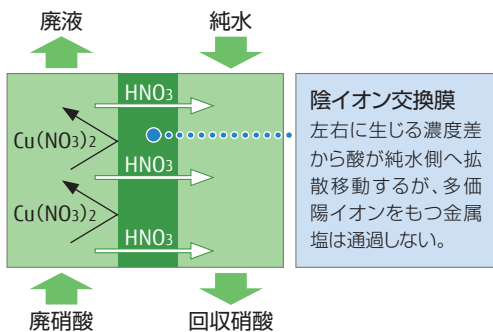 廃液
純水
HNO3
Cu(NO3)2
HNO3
Cu(NO3)2
HNO3
陰イオン交換膜
左右に生じる濃度差
から酸が純水側へ拡
散移動するが、多価
陽イオンをもつ金属
塩は通過しない。
廃硝酸
回収硝酸